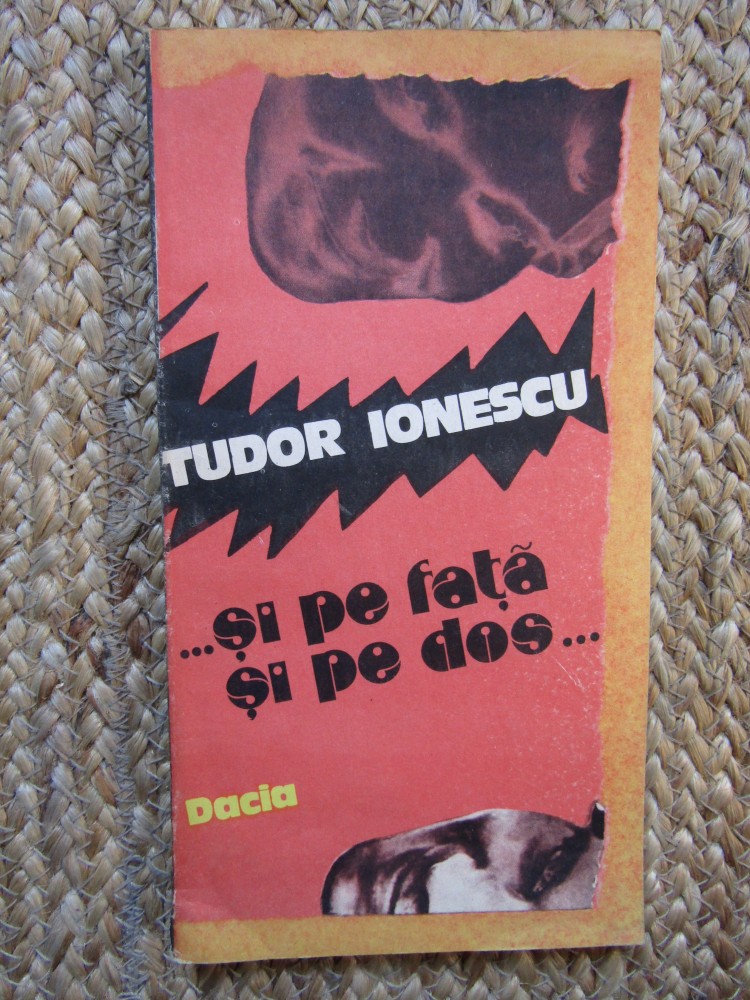 TUDOR IONESCU
...și pe față
și pe dos...
Dacia